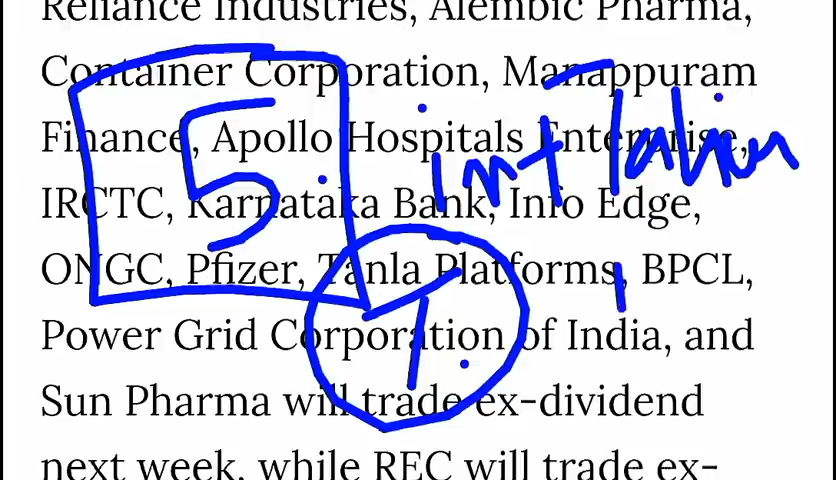 Reliance Industries, Alembic Pharma,
Container Corporation, Manappuram
Finance, Apollo Hospitals Enterprise,
IRCTC, Karnataka Bank, Info Edge,
ONGC, Pfizer, Tanla Platforms, BPCL,
Power Grid Corporation of India, and
Sun Pharma will trade ex-dividend
next week, while REC will trade ex-
5
inflation